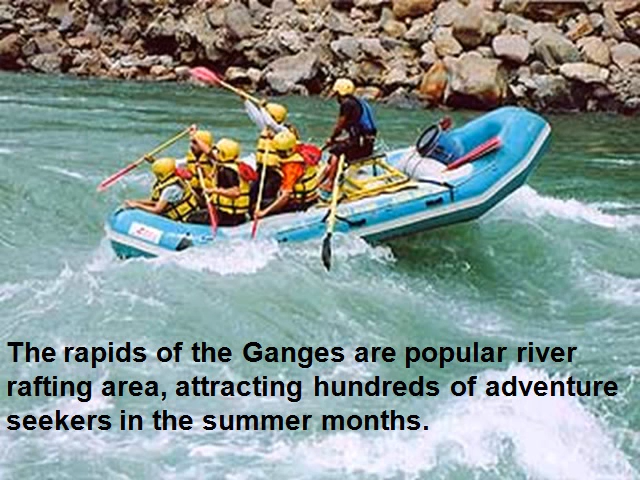 The rapids of the Ganges are popular river
rafting area, attracting hundreds of adventure
seekers in the summer months.